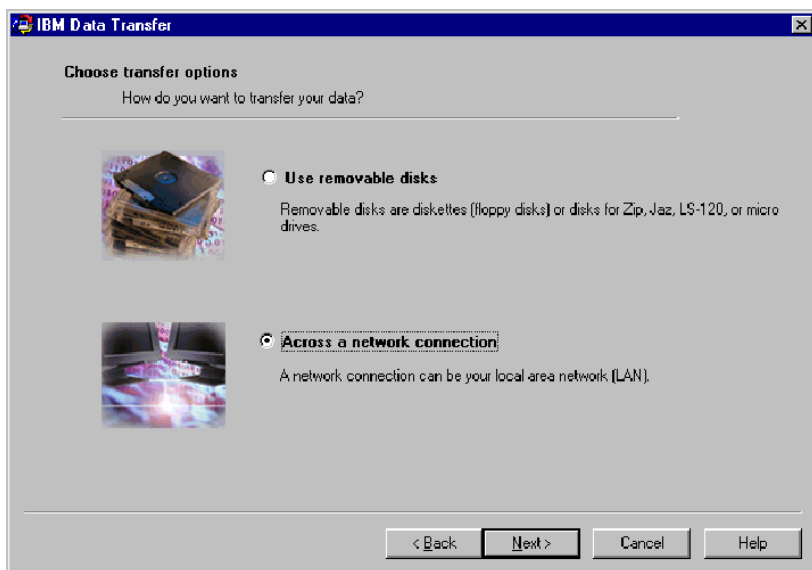 IBM Data Transfer
Choose transfer options
How do you want to transfer your data?
Use removable disks
Removable disks are diskettes (floppy disks) or disks for Zip, Jaz, LS-120, or micro
drives.
Across a network connection
A network connection can be your local area network (LAN).
< Back
Next >
Cancel
Help